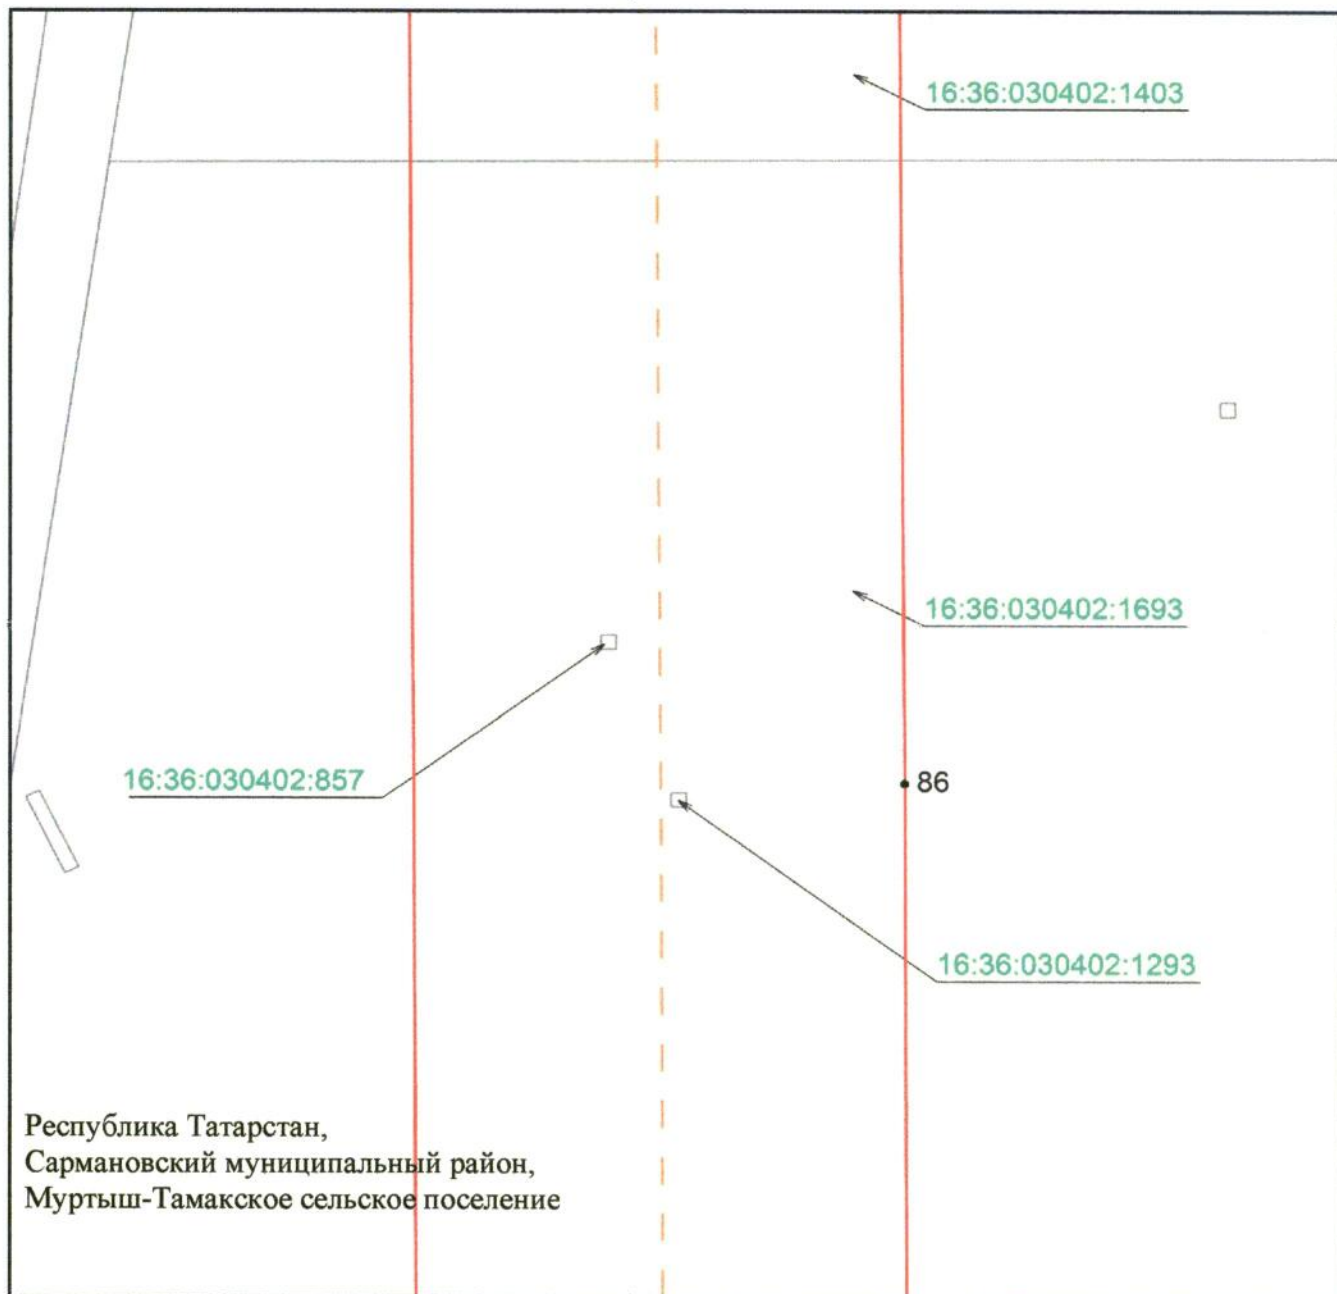 16:36:030402:1403
16:36:030402:1693
16:36:030402:857
86
16:36:030402:1293
Республика Татарстан,
Сармановский муниципальный район,
Муртыш-Тамакское сельское поселение